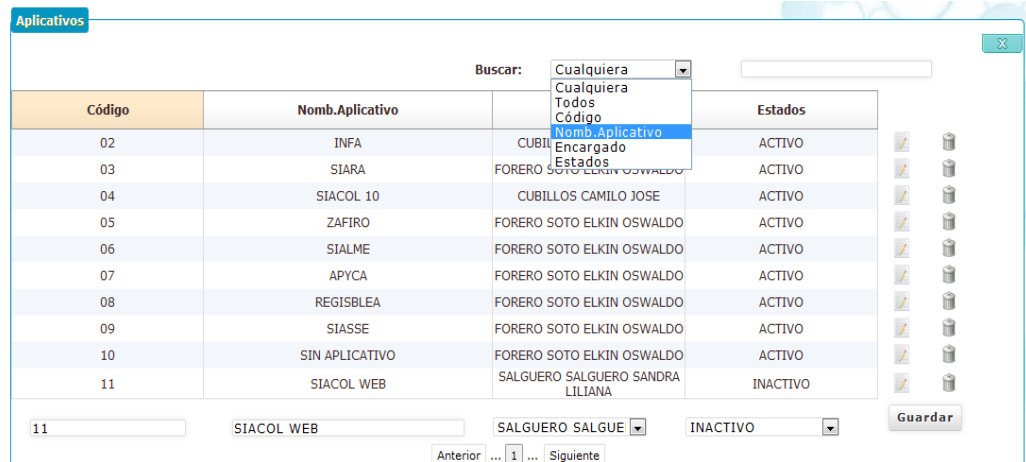 Aplicativos
X
Buscar: Cualquiera
Cualquiera
Todos
Código
Nomb.Aplicativo
Encargado
Estados
Código Nomb.Aplicativo Estados
02 INFA ACTIVO
03 SIARA FORERO SOTO ELKIN OSWALDO ACTIVO
04 SIACOL 10 CUBILLOS CAMILO JOSE ACTIVO
05 ZAFIRO FORERO SOTO ELKIN OSWALDO ACTIVO
06 SIALME FORERO SOTO ELKIN OSWALDO ACTIVO
07 APYCA FORERO SOTO ELKIN OSWALDO ACTIVO
08 REGISBLEA FORERO SOTO ELKIN OSWALDO ACTIVO
09 SIASSE FORERO SOTO ELKIN OSWALDO ACTIVO
10 SIN APLICATIVO FORERO SOTO ELKIN OSWALDO ACTIVO
11 SIACOL WEB SALGUERO SALGUERO SANDRA LILIANA INACTIVO
11 SIACOL WEB SALGUERO SALGUE INACTIVO Guardar
Anterior ... 1 ... Siguiente